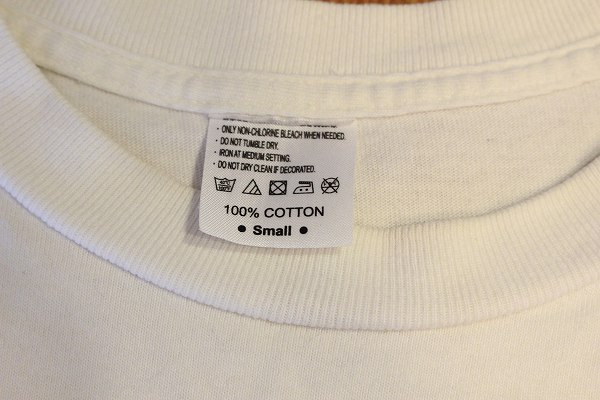 · ONLY NON-CHLORINE BLEACH WHEN NEEDED.
· DO NOT TUMBLE DRY.
· IRON AT MEDIUM SETTING.
· DO NOT DRY CLEAN IF DECORATED.
100% COTTON
• Small •